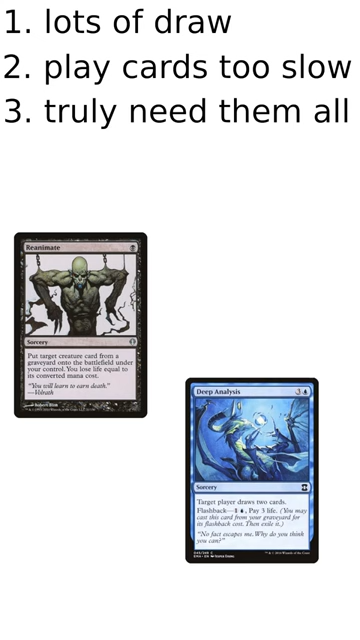 1. lots of draw
2. play cards too slow
3. truly need them all
Reanimate
Sorcery
Put target creature card from a
graveyard onto the battlefield under
your control. You lose life equal to
its converted mana cost.
"You will learn to earn death."
—Volrath
Deep Analysis 3
Sorcery
Target player draws two cards.
Flashback—1, Pay 3 life. (You may
cast this card from your graveyard for
its flashback cost. Then exile it.)
"No fact escapes me. Why do you think
you can?"